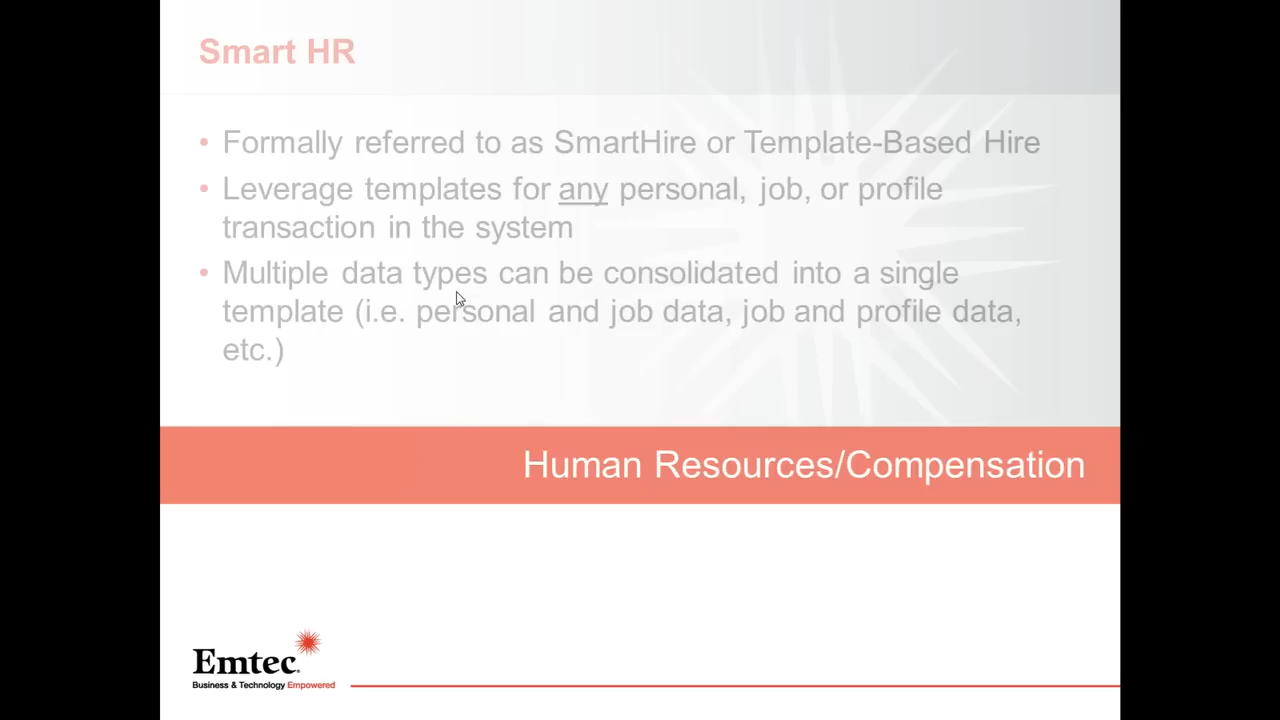 Smart HR
• Formally referred to as SmartHire or Template-Based Hire
• Leverage templates for any personal, job, or profile
transaction in the system
• Multiple data types can be consolidated into a single
template (i.e. personal and job data, job and profile data,
etc.)
Human Resources/Compensation
Emtec
Business & Technology Empowered